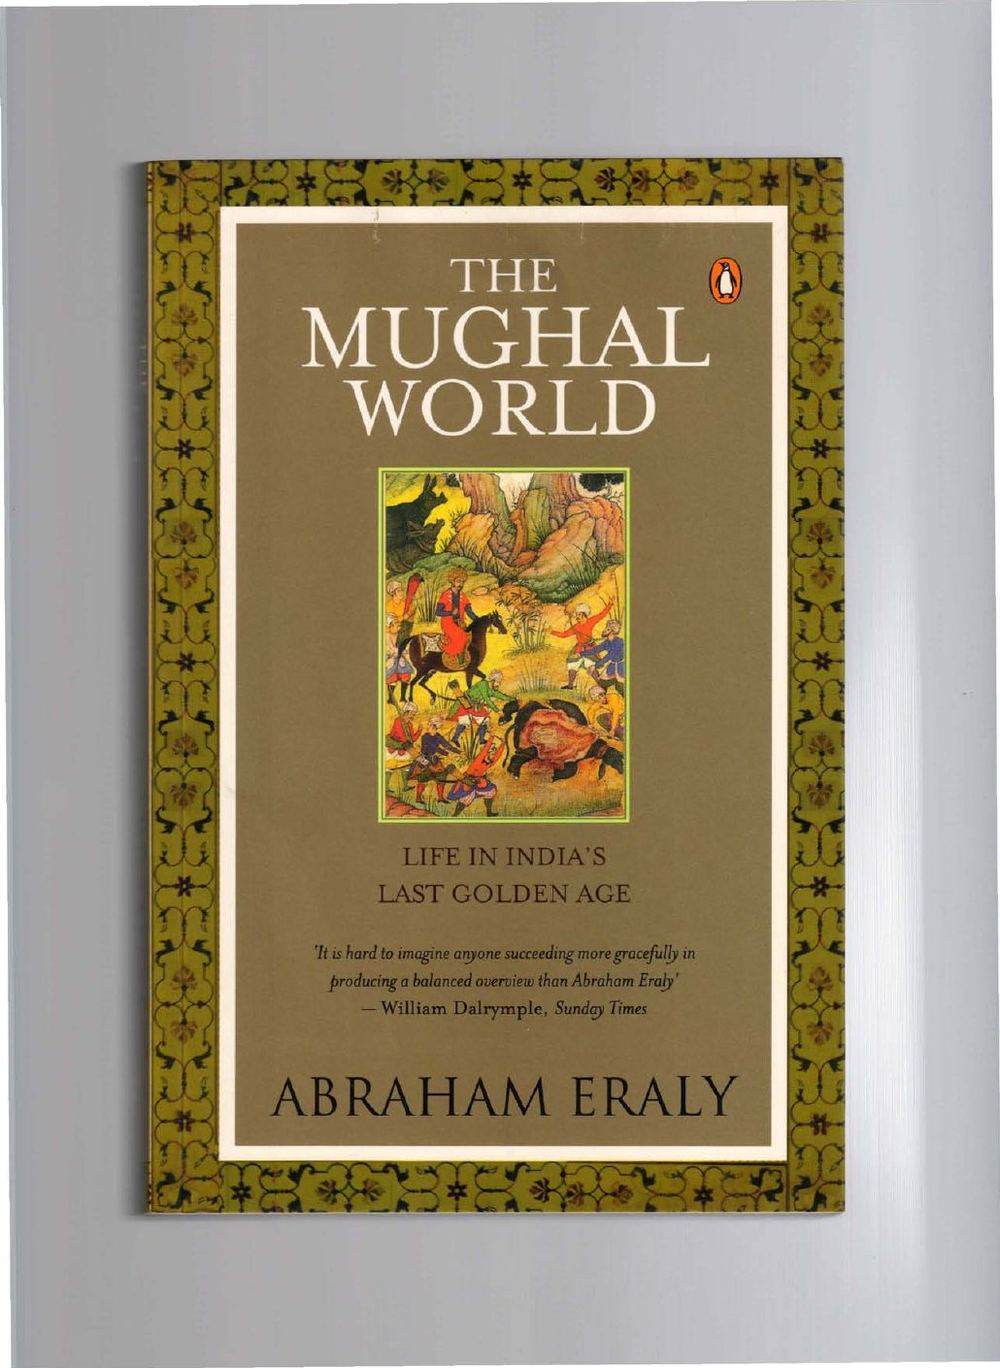 THE
MUGHAL
WORLD
LIFE IN INDIA'S
LAST GOLDEN AGE
'It is hard to imagine anyone succeeding more gracefully in
producing a balanced overview than Abraham Eraly'
— William Dalrymple, Sunday Times
ABRAHAM ERALY